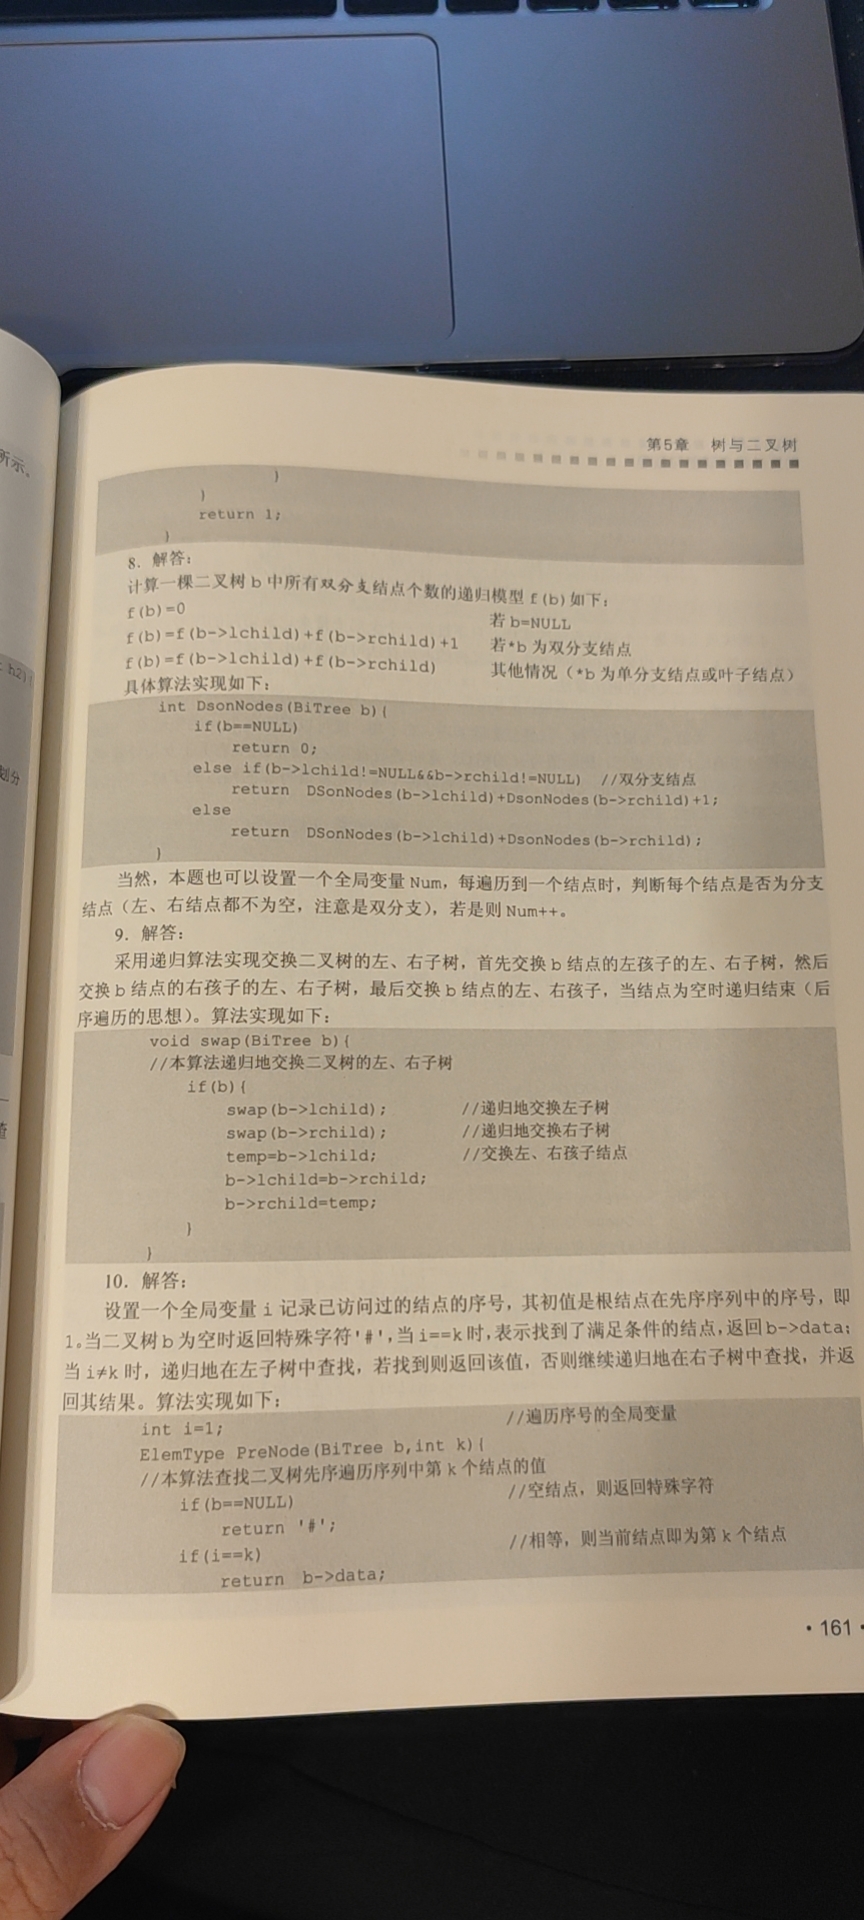 第5章 树与二叉树
所示。
}
}
return 1;
}
8．解答：
计算一棵二叉树 b 中所有双分支结点个数的递归模型 f(b)如下：
f(b)=0 若 b=NULL
f(b)=f(b->lchild)+f(b->rchild)+1 若*b 为双分支结点
f(b)=f(b->lchild)+f(b->rchild) 其他情况（*b 为单分支结点或叶子结点）
具体算法实现如下：
h2){
int DsonNodes(BiTree b){
if(b==NULL)
return 0;
划分
else if(b->lchild!=NULL&&b->rchild!=NULL) //双分支结点
return DSonNodes(b->lchild)+DsonNodes(b->rchild)+1;
else
return DSonNodes(b->lchild)+DsonNodes(b->rchild);
}
当然，本题也可以设置一个全局变量 Num，每遍历到一个结点时，判断每个结点是否为分支
结点（左、右结点都不为空，注意是双分支），若是则 Num++。
9．解答：
采用递归算法实现交换二叉树的左、右子树，首先交换 b 结点的左孩子的左、右子树，然后
交换 b 结点的右孩子的左、右子树，最后交换 b 结点的左、右孩子，当结点为空时递归结束（后
序遍历的思想）。算法实现如下：
void swap(BiTree b){
//本算法递归地交换二叉树的左、右子树
if(b){
swap(b->lchild); //递归地交换左子树
swap(b->rchild); //递归地交换右子树
temp=b->lchild; //交换左、右孩子结点
b->lchild=b->rchild;
b->rchild=temp;
}
}
10．解答：
设置一个全局变量 i 记录已访问过的结点的序号，其初值是根结点在先序序列中的序号，即
1。当二叉树 b 为空时返回特殊字符'#'，当 i==k 时，表示找到了满足条件的结点，返回 b->data；
当 i≠k 时，递归地在左子树中查找，若找到则返回该值，否则继续递归地在右子树中查找，并返
回其结果。算法实现如下：
int i=1; //遍历序号的全局变量
ElemType PreNode(BiTree b,int k){
//本算法查找二叉树先序遍历序列中第 k 个结点的值
if(b==NULL) //空结点，则返回特殊字符
return '#';
if(i==k) //相等，则当前结点即为第 k 个结点
return b->data;
·161·